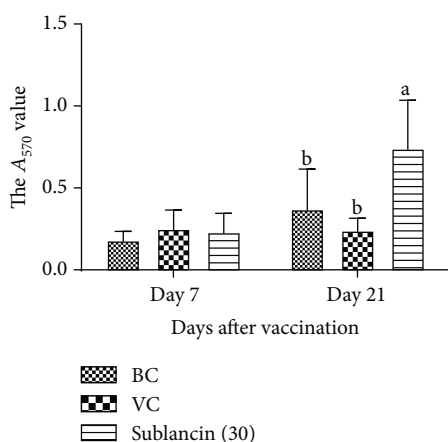 The A570 value
1.5
1.0
0.5
0.0
b
b
a
Day 7
Day 21
Days after vaccination
BC
VC
Sublancin (30)